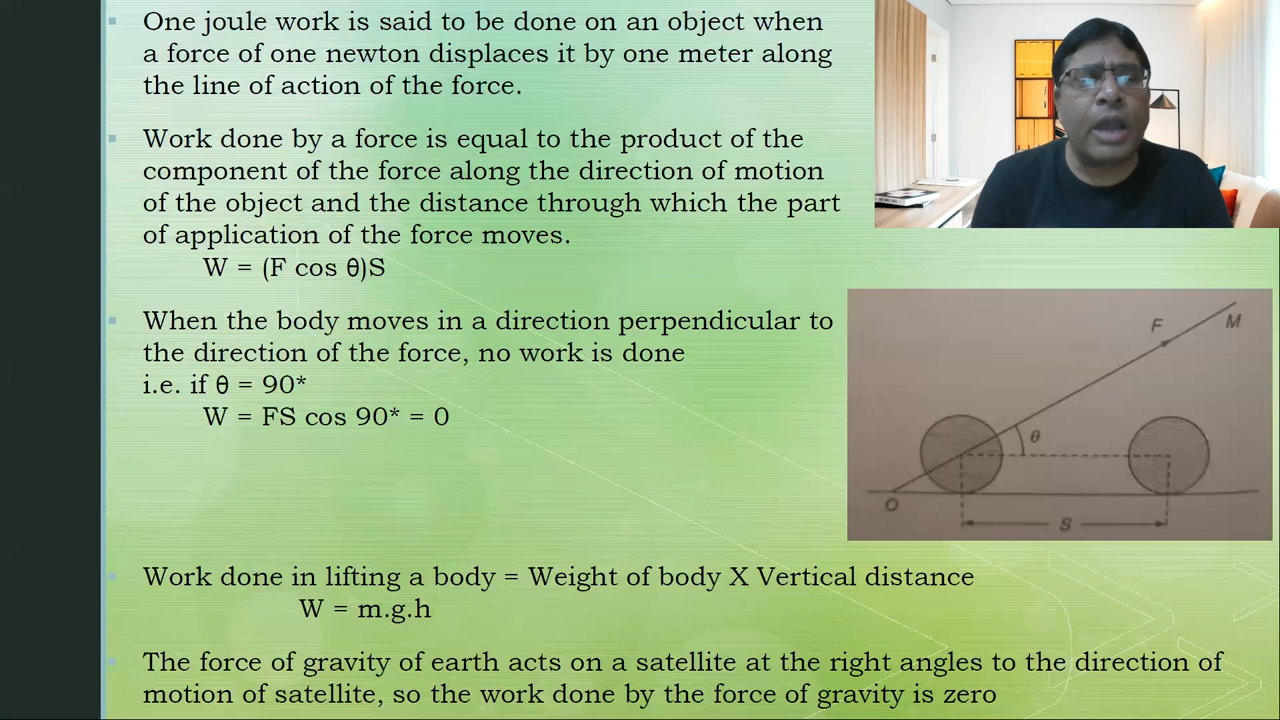 One joule work is said to be done on an object when
a force of one newton displaces it by one meter along
the line of action of the force.
Work done by a force is equal to the product of the
component of the force along the direction of motion
of the object and the distance through which the part
of application of the force moves.
W = (F cos θ)S
When the body moves in a direction perpendicular to
the direction of the force, no work is done
i.e. if θ = 90*
W = FS cos 90* = 0
F
M
θ
O
S
Work done in lifting a body = Weight of body X Vertical distance
W = m.g.h
The force of gravity of earth acts on a satellite at the right angles to the direction of
motion of satellite, so the work done by the force of gravity is zero